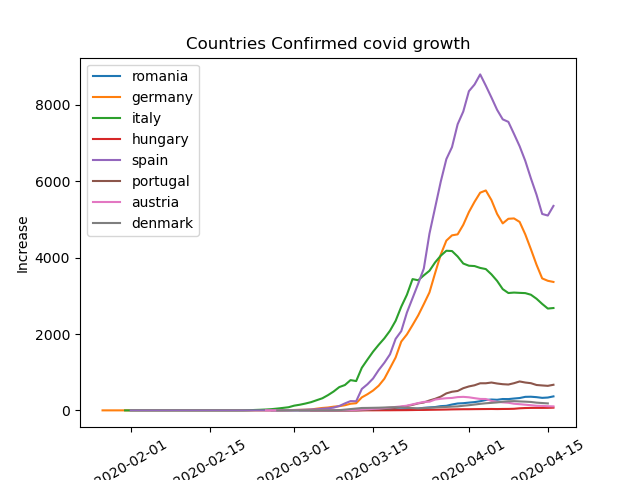 Countries Confirmed covid growth
romania
germany
italy
hungary
spain
portugal
austria
denmark
Increase
8000
6000
4000
2000
0
2020-02-01
2020-02-15
2020-03-01
2020-03-15
2020-04-01
2020-04-15